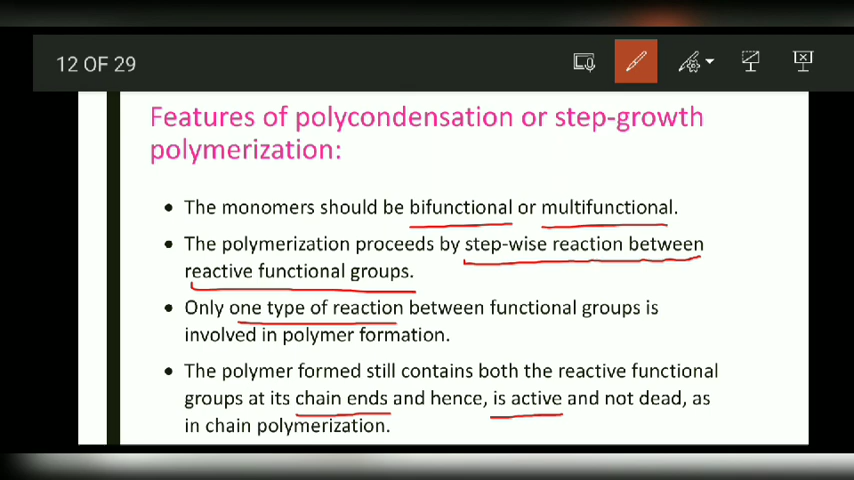 12 OF 29
Features of polycondensation or step-growth
polymerization:
• The monomers should be bifunctional or multifunctional.
• The polymerization proceeds by step-wise reaction between
reactive functional groups.
• Only one type of reaction between functional groups is
involved in polymer formation.
• The polymer formed still contains both the reactive functional
groups at its chain ends and hence, is active and not dead, as
in chain polymerization.